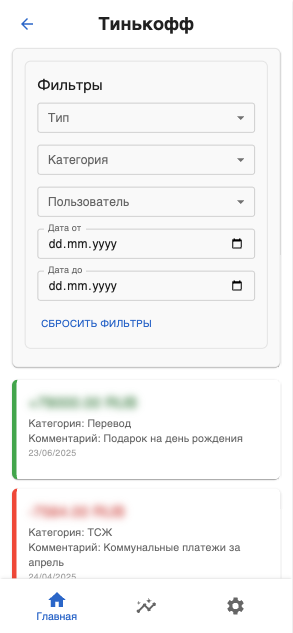 Тинькофф
Фильтры
Тип
Категория
Пользователь
Дата от
dd.mm.yyyy
Дата до
dd.mm.yyyy
СБРОСИТЬ ФИЛЬТРЫ
Категория: Перевод
Комментарий: Подарок на день рождения
23/06/2025
Категория: ТСЖ
Комментарий: Коммунальные платежи за
апрель
24/04/2025
Главная